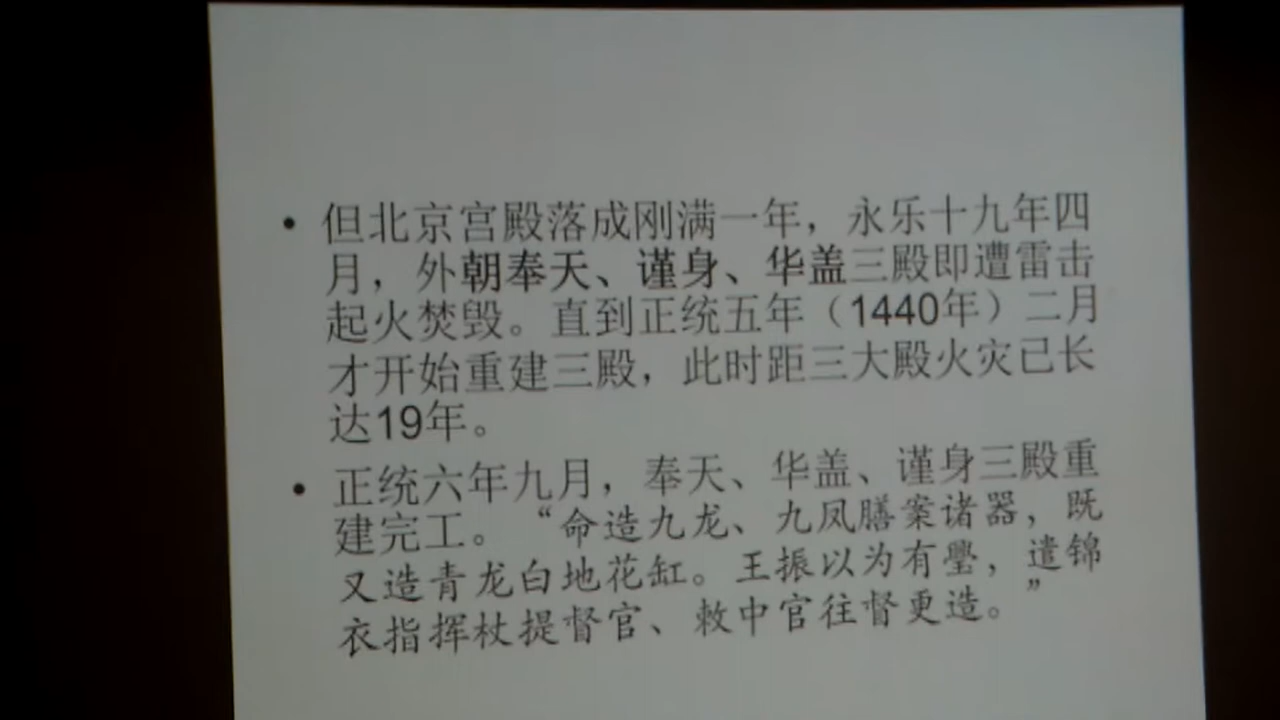 • 但北京宫殿落成刚满一年，永乐十九年四
月，外朝奉天、谨身、华盖三殿即遭雷击
起火焚毁。直到正统五年（1440年）二月
才开始重建三殿，此时距三大殿火灾已长
达19年。
• 正统六年九月，奉天、华盖、谨身三殿重
建完工。“命造九龙、九凤膳案诸器，既
又造青龙白地花缸。王振以为有璺，遣锦
衣指挥杖提督官、敕中官往督更造。”